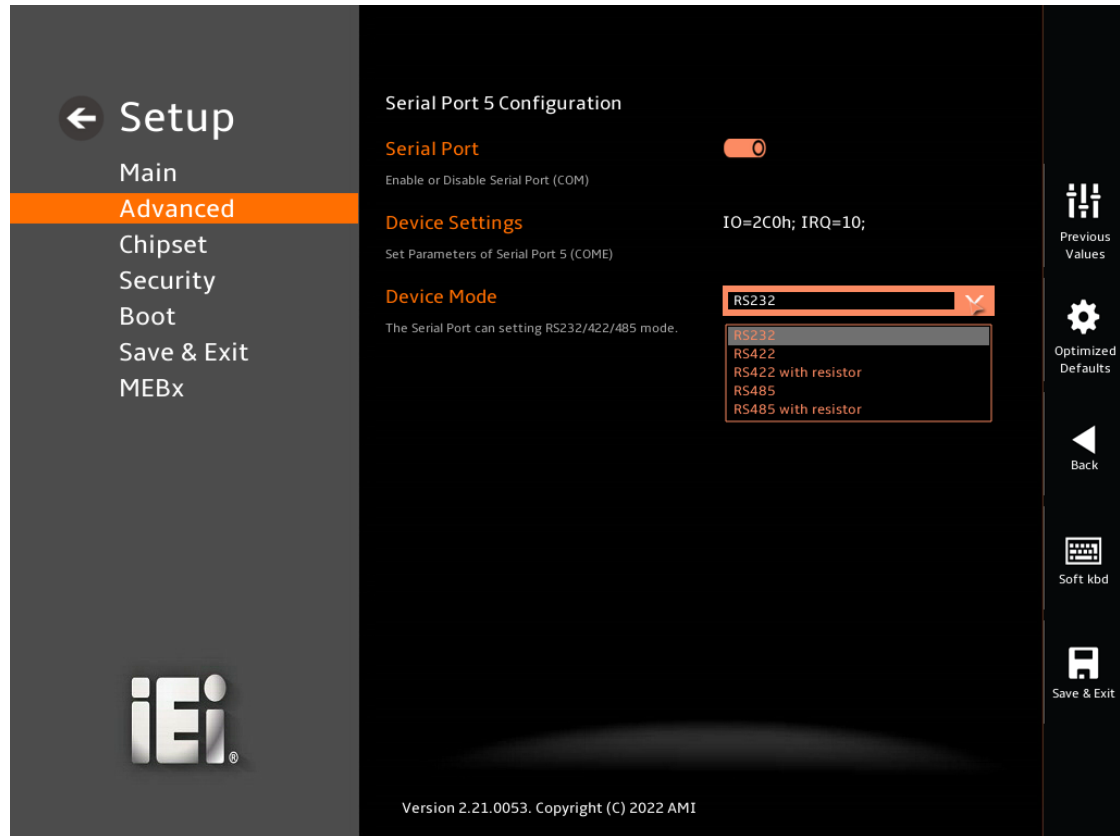 Setup
Main
Advanced
Chipset
Security
Boot
Save & Exit
MEBx
iEi®
Serial Port 5 Configuration
Serial Port
Enable or Disable Serial Port (COM)
Device Settings
IO=2C0h; IRQ=10;
Set Parameters of Serial Port 5 (COME)
Device Mode
RS232
The Serial Port can setting RS232/422/485 mode.
RS232
RS422
RS422 with resistor
RS485
RS485 with resistor
Version 2.21.0053. Copyright (C) 2022 AMI
Previous
Values
Optimized
Defaults
Back
Soft kbd
Save & Exit